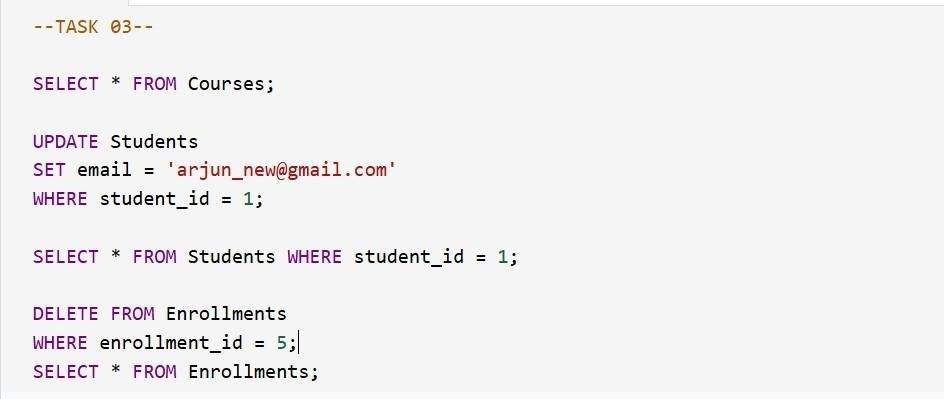 --TASK 03--
SELECT * FROM Courses;
UPDATE Students
SET email = 'arjun_new@gmail.com'
WHERE student_id = 1;
SELECT * FROM Students WHERE student_id = 1;
DELETE FROM Enrollments
WHERE enrollment_id = 5;
SELECT * FROM Enrollments;